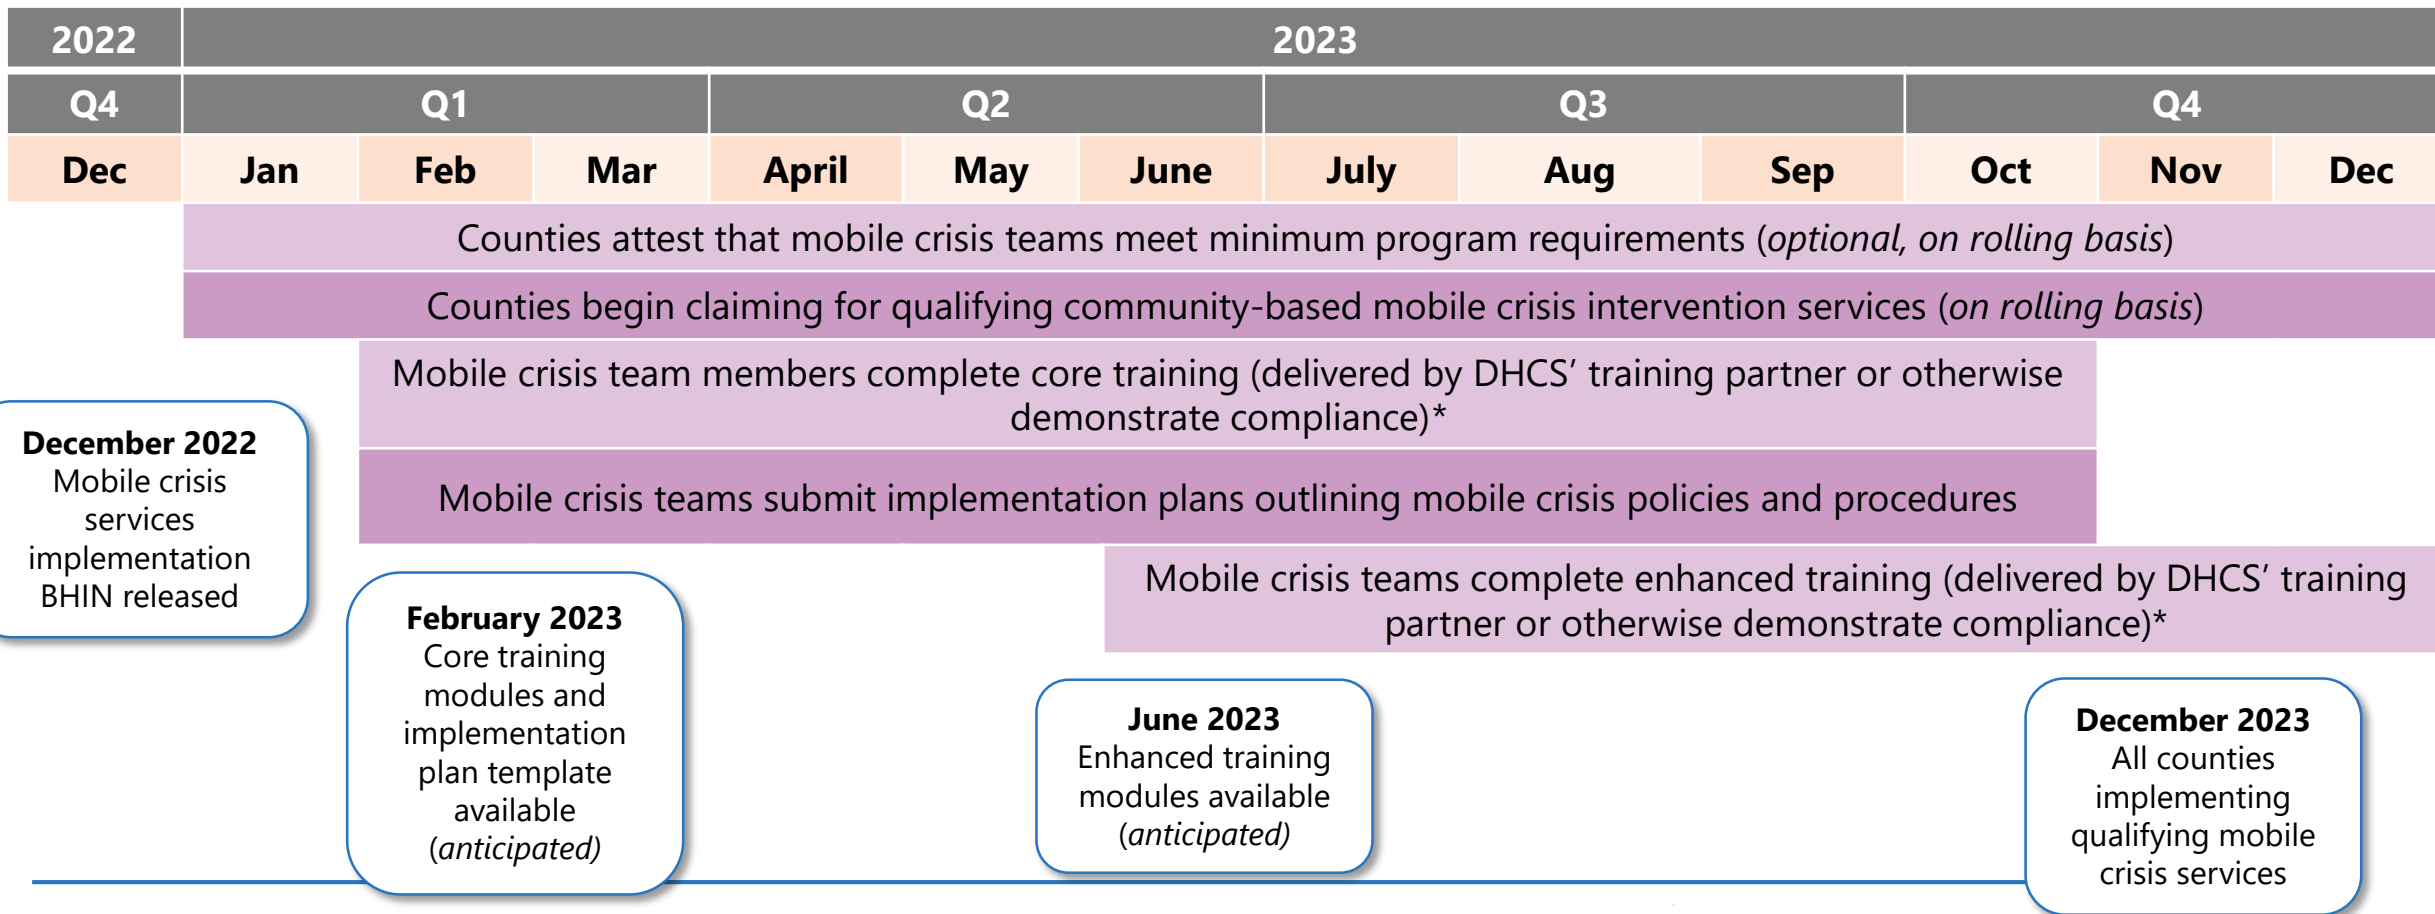 2022 2023
Q4 Q1 Q2 Q3 Q4
Dec Jan Feb Mar April May June July Aug Sep Oct Nov Dec
Counties attest that mobile crisis teams meet minimum program requirements (optional, on rolling basis)
Counties begin claiming for qualifying community-based mobile crisis intervention services (on rolling basis)
Mobile crisis team members complete core training (delivered by DHCS’ training partner or otherwise
demonstrate compliance)*
Mobile crisis teams submit implementation plans outlining mobile crisis policies and procedures
Mobile crisis teams complete enhanced training (delivered by DHCS’ training
partner or otherwise demonstrate compliance)*
December 2022
Mobile crisis
services
implementation
BHIN released
February 2023
Core training
modules and
implementation
plan template
available
(anticipated)
June 2023
Enhanced training
modules available
(anticipated)
December 2023
All counties
implementing
qualifying mobile
crisis services